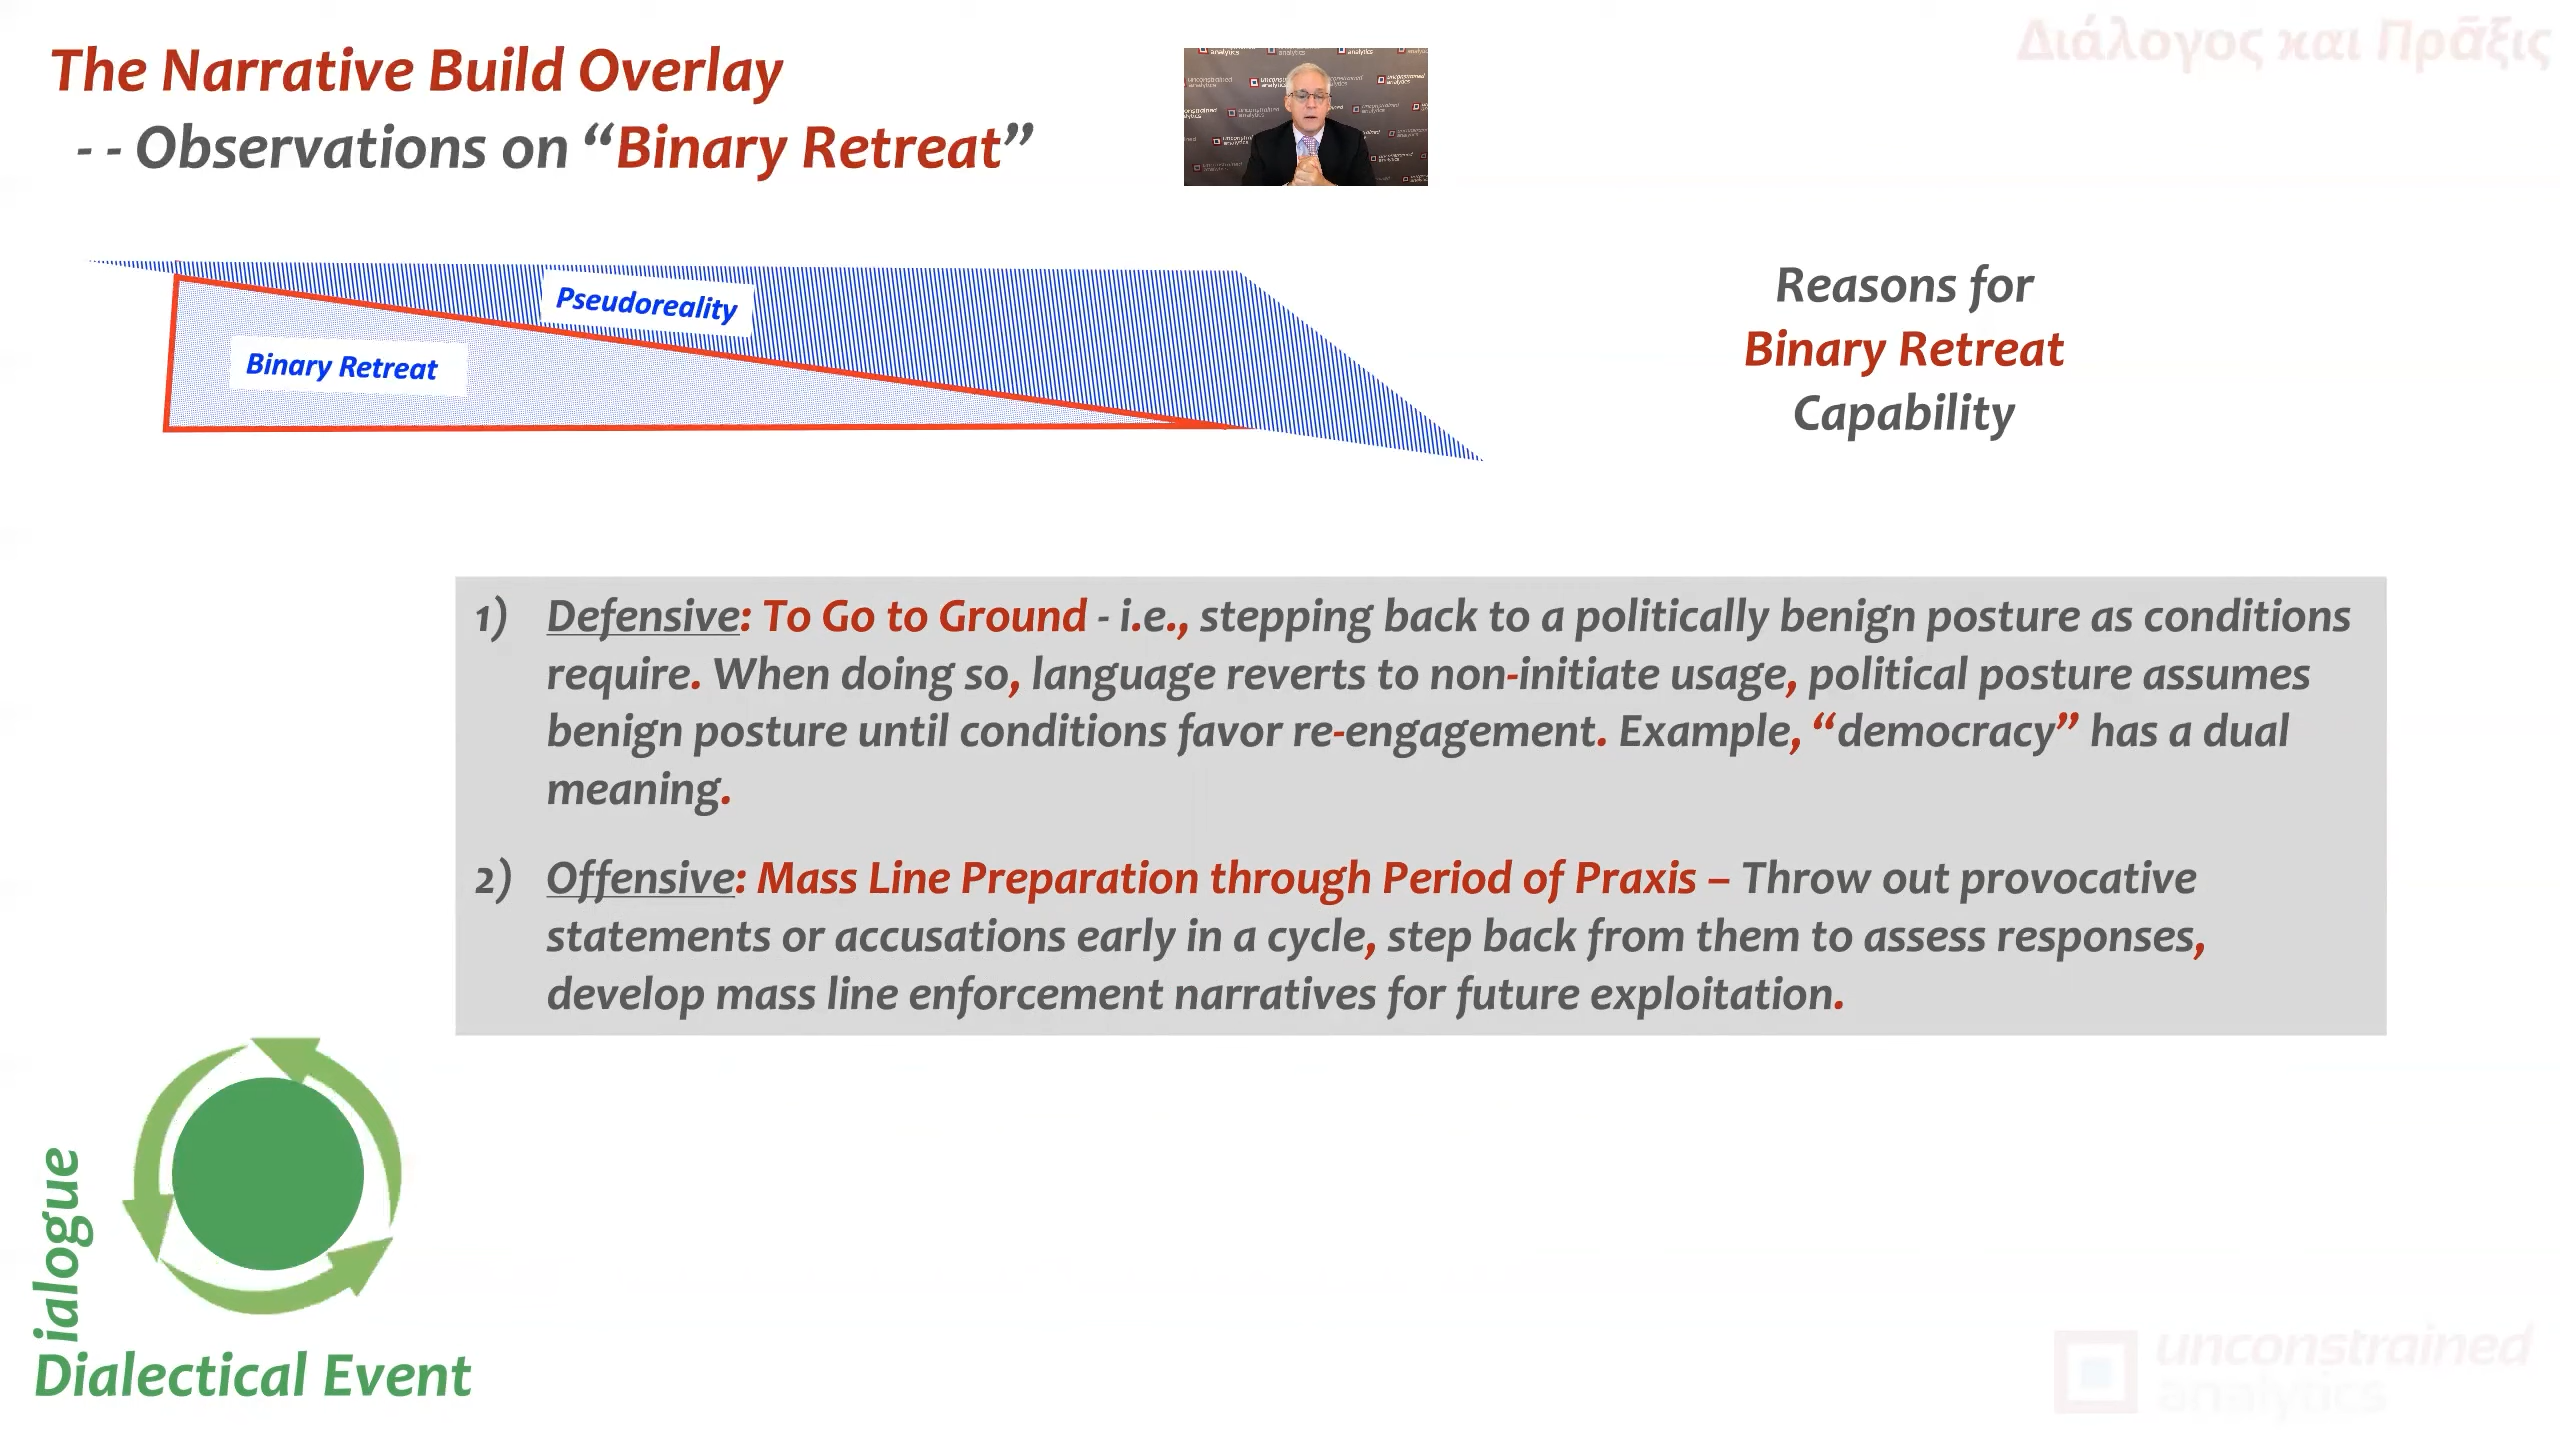 The Narrative Build Overlay
Διάλογος και Πρᾶξις
- - Observations on “Binary Retreat”
Pseudoreality
Binary Retreat
Reasons for
Binary Retreat
Capability
1) Defensive: To Go to Ground - i.e., stepping back to a politically benign posture as conditions
require. When doing so, language reverts to non-initiate usage, political posture assumes
benign posture until conditions favor re-engagement. Example, “democracy” has a dual
meaning.
2) Offensive: Mass Line Preparation through Period of Praxis – Throw out provocative
statements or accusations early in a cycle, step back from them to assess responses,
develop mass line enforcement narratives for future exploitation.
ialogue
Dialectical Event
unconstrained
analytics